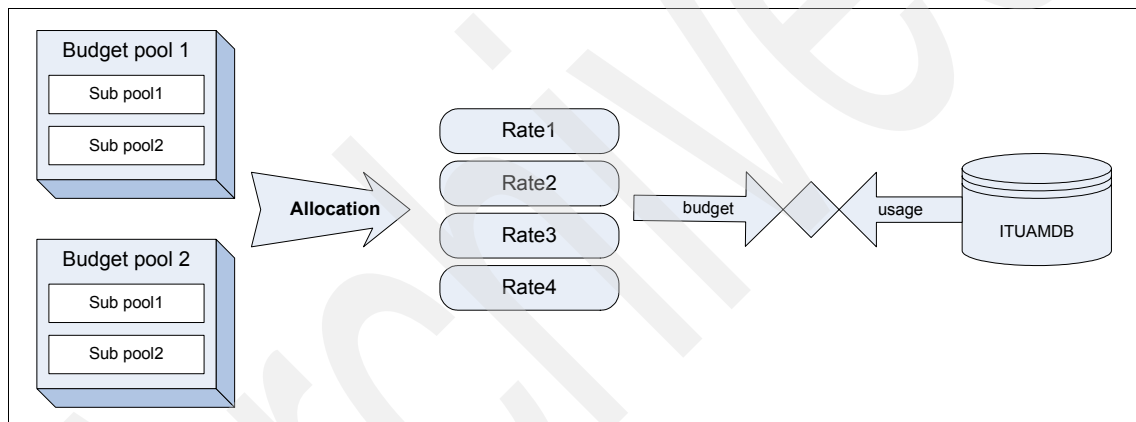 Budget pool 1
Sub pool1
Sub pool2
Budget pool 2
Sub pool1
Sub pool2
Allocation
Rate1
Rate2
Rate3
Rate4
budget
usage
ITUAMDB